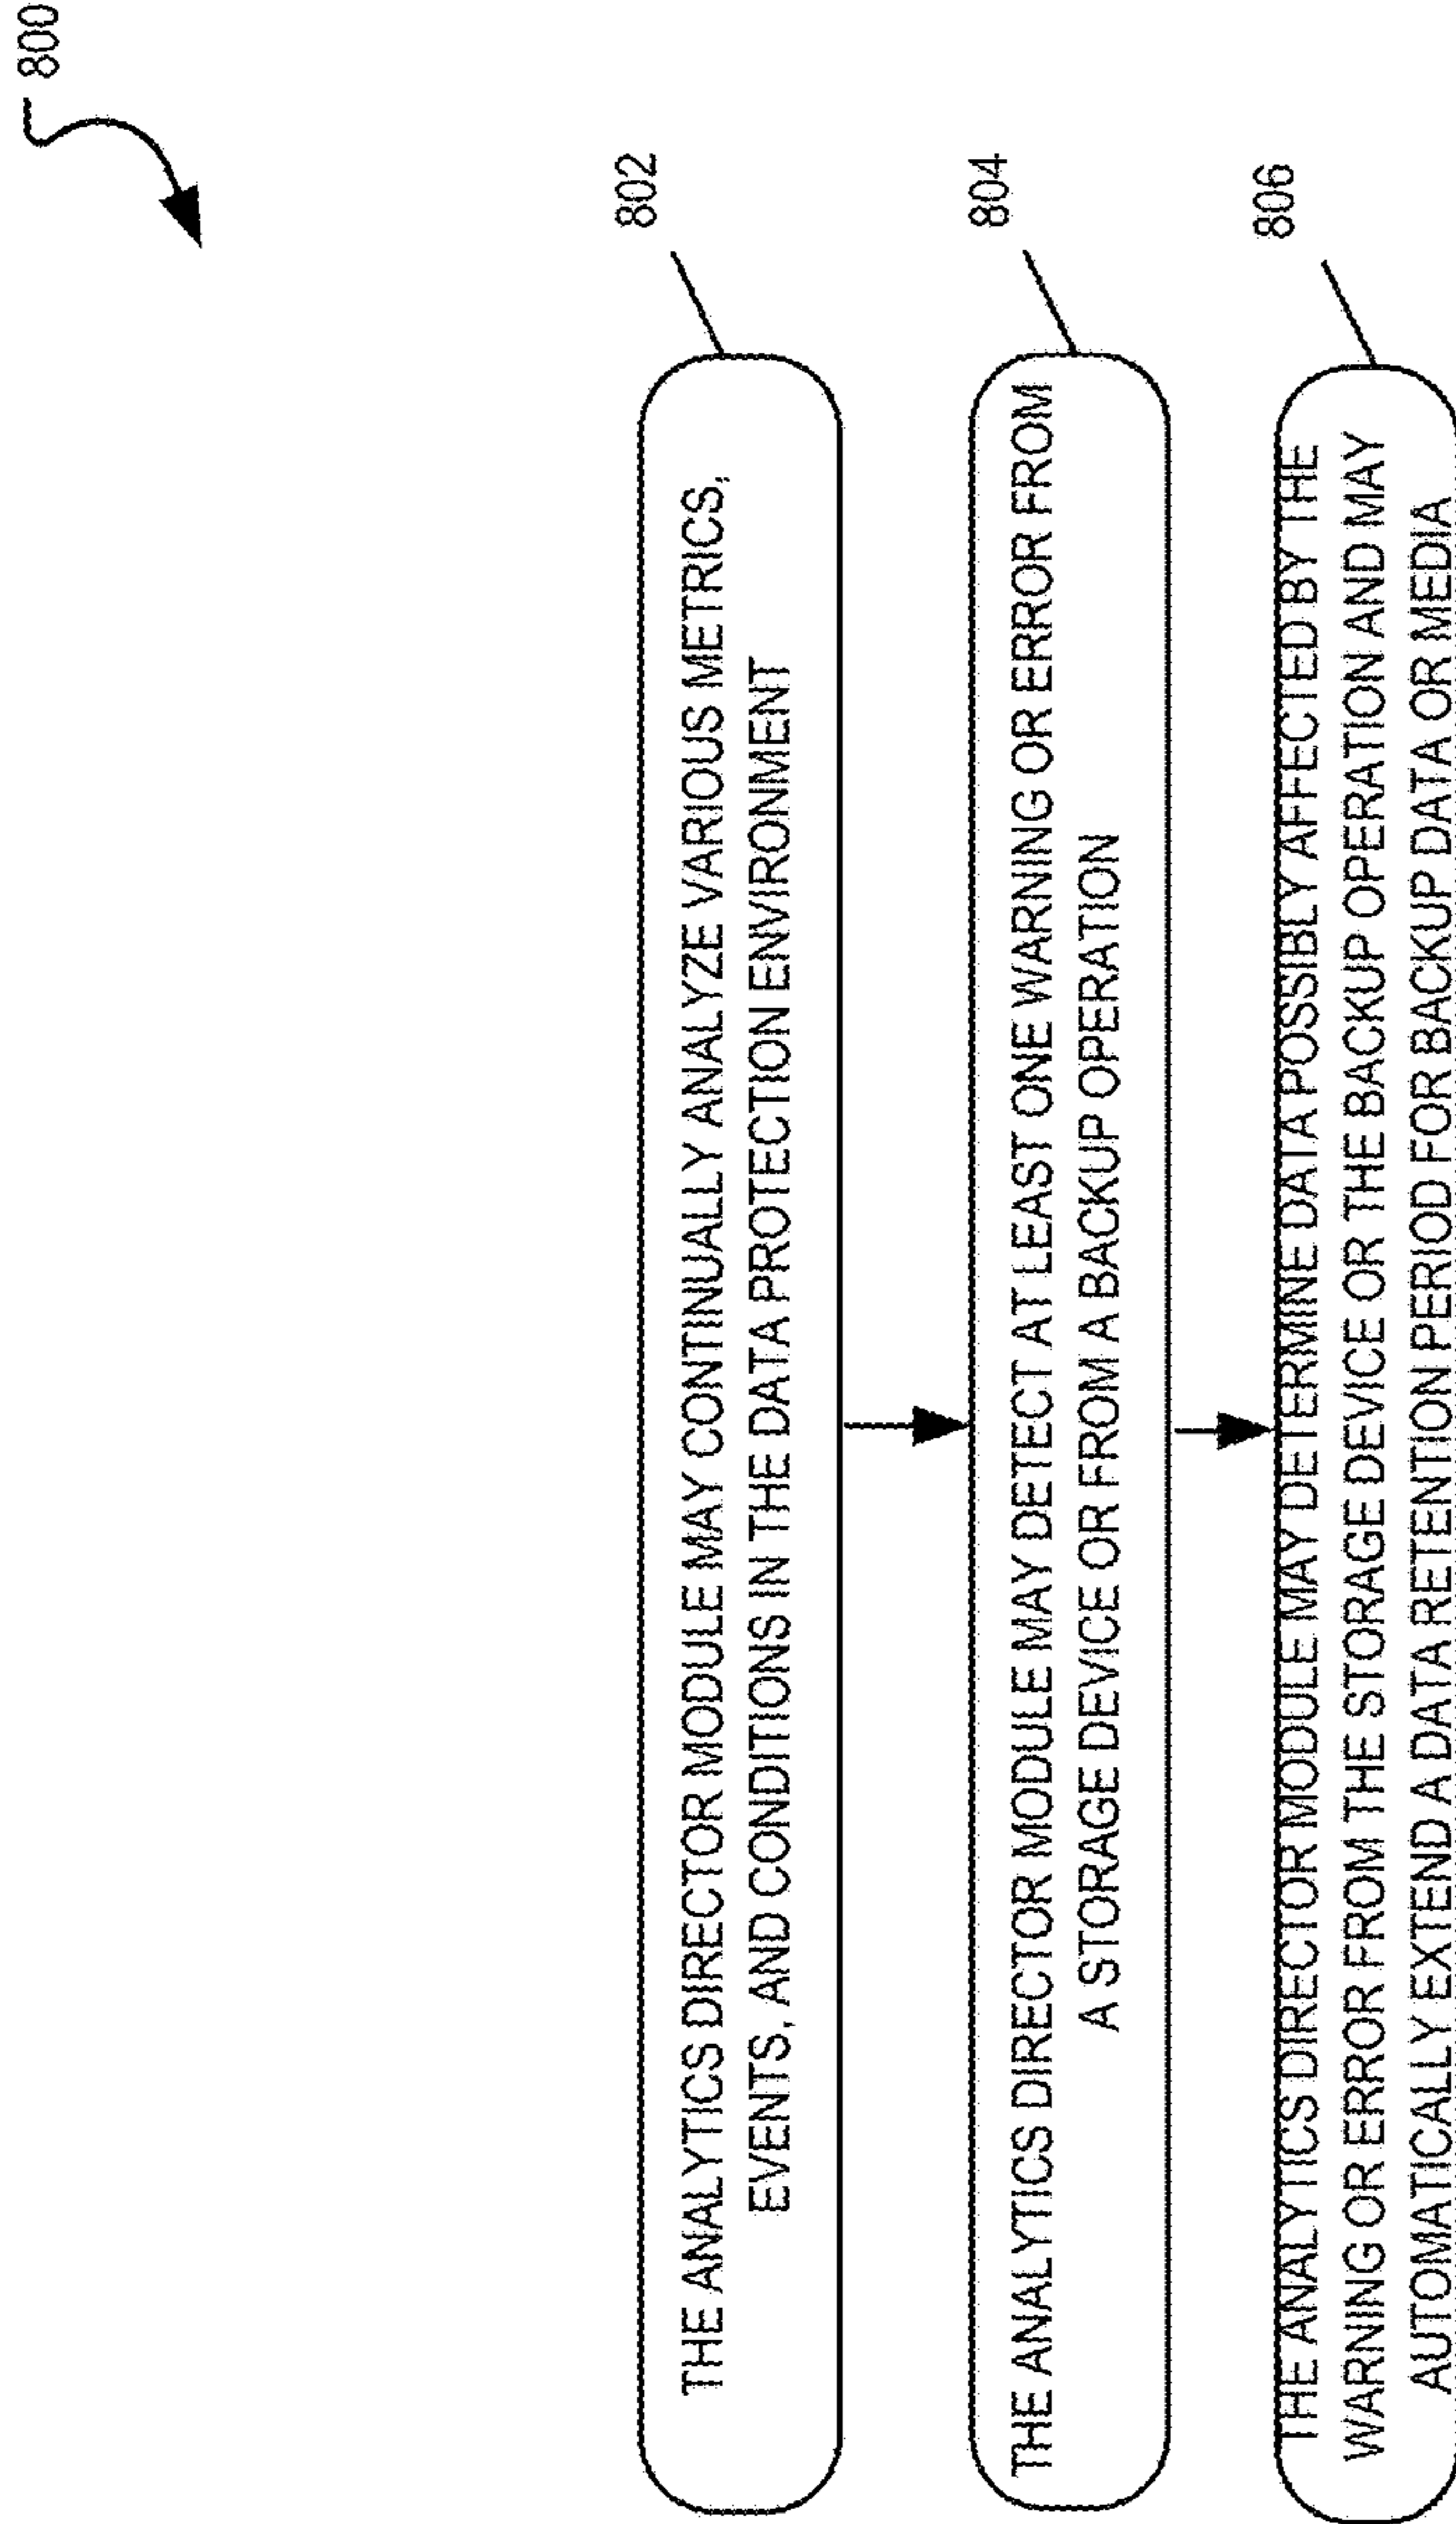 800
802
THE ANALYTICS DIRECTOR MODULE MAY CONTINUALLY ANALYZE VARIOUS METRICS,
EVENTS, AND CONDITIONS IN THE DATA PROTECTION ENVIRONMENT
804
THE ANALYTICS DIRECTOR MODULE MAY DETECT AT LEAST ONE WARNING OR ERROR FROM
A STORAGE DEVICE OR FROM A BACKUP OPERATION
806
THE ANALYTICS DIRECTOR MODULE MAY DETERMINE DATA POSSIBLY AFFECTED BY THE
WARNING OR ERROR FROM THE STORAGE DEVICE OR THE BACKUP OPERATION AND MAY
AUTOMATICALLY EXTEND A DATA RETENTION PERIOD FOR BACKUP DATA OR MEDIA